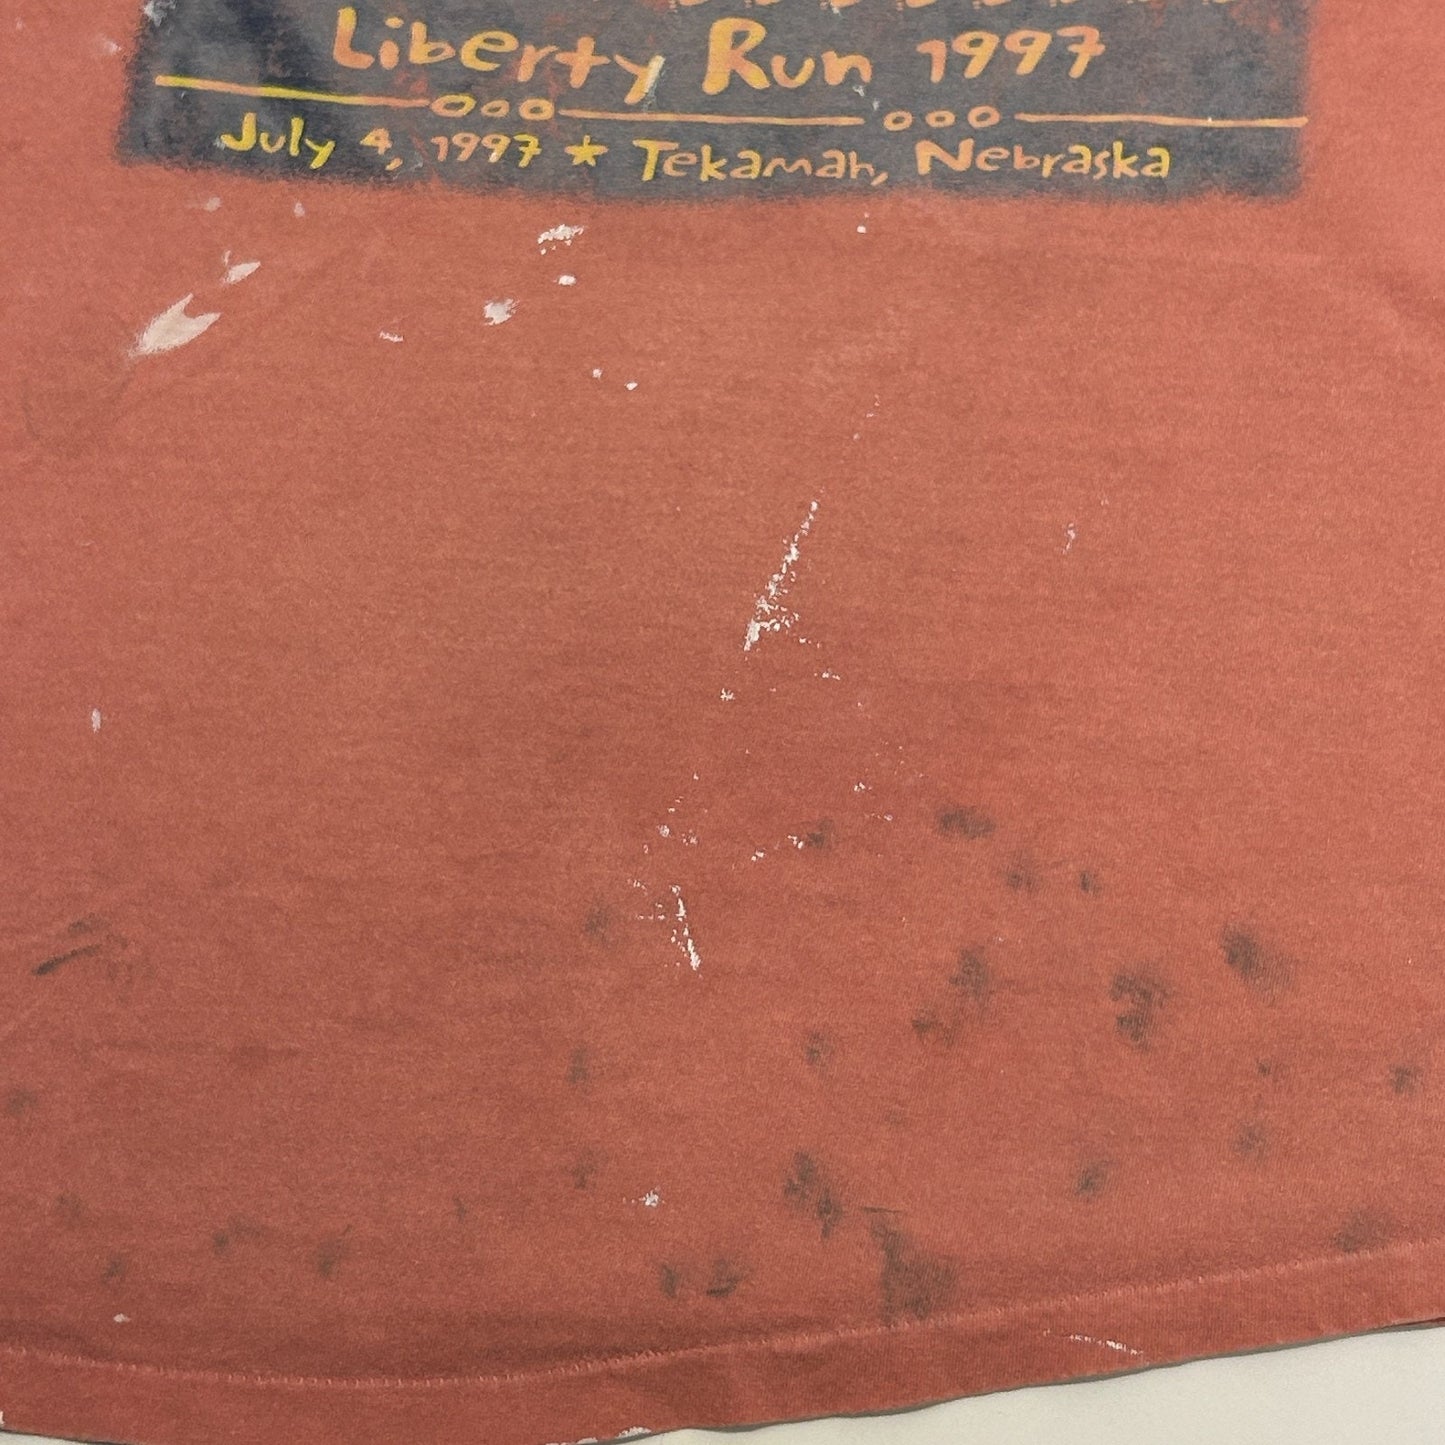 Liberty Run 1997
July 4, 1997 ★ Tekamah, Nebraska